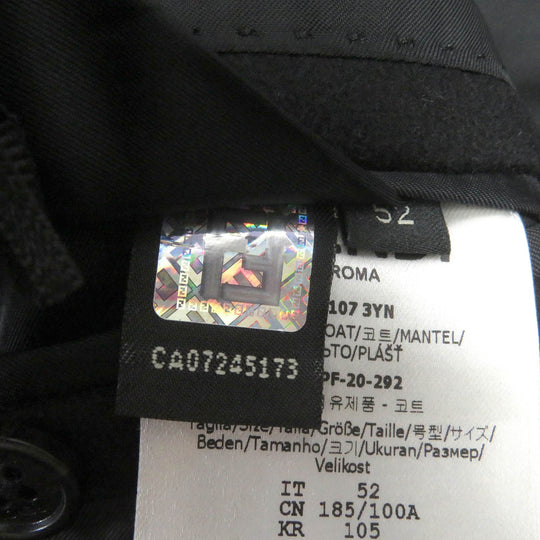 52
ROMA
107 3YN
OAT/코트/MANTEL/
ЬТО/PLÁŠŤ
CA07245173
PF-20-292
유제품 - 코트
Taglia/Size/Talla/Größe/Taille/号型/サイズ/
Beden/Tamanho/크기/Ukuran/Размер/
Velikost
IT 52
CN 185/100A
KR 105